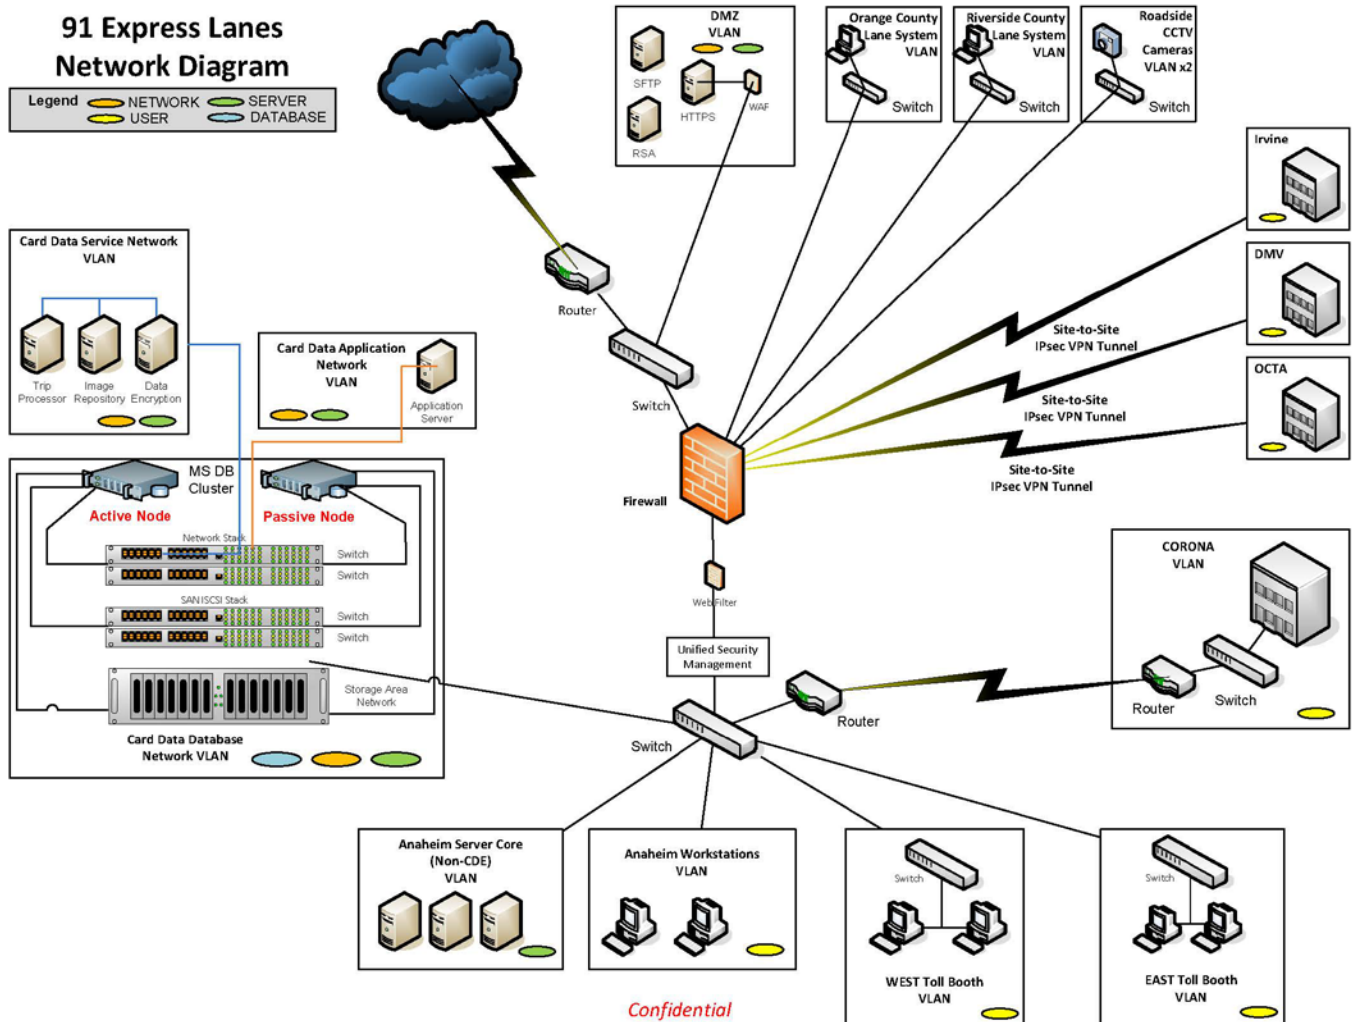 91 Express Lanes
Network Diagram
Legend NETWORK SERVER
USER DATABASE
DMZ
VLAN
SFTP
HTTPS
WAF
RSA
Orange County
Lane System
VLAN
Switch
Riverside County
Lane System
VLAN
Switch
Roadside
CCTV
Cameras
VLAN x2
Switch
Irvine
DMV
OCTA
Site-to-Site
IPsec VPN Tunnel
Site-to-Site
IPsec VPN Tunnel
Site-to-Site
IPsec VPN Tunnel
Router
Switch
Firewall
Web Filter
Unified Security
Management
Switch
Router
CORONA
VLAN
Router
Switch
Card Data Service Network
VLAN
Trip
Processor
Image
Repository
Data
Encryption
Card Data Application
Network
VLAN
Application
Server
MS DB
Cluster
Active Node
Passive Node
Network Stack
Switch
Switch
SAN ISCSI Stack
Switch
Switch
Storage Area
Network
Card Data Database
Network VLAN
Anaheim Server Core
(Non-CDE)
VLAN
Anaheim Workstations
VLAN
Switch
WEST Toll Booth
VLAN
Switch
EAST Toll Booth
VLAN
Confidential